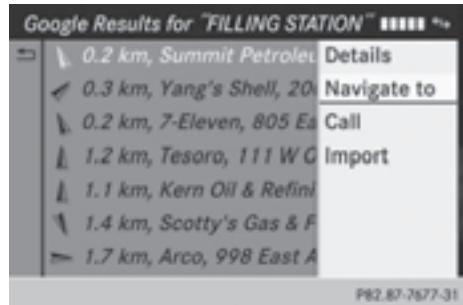 Google Results for "FILLING STATION"
0.2 km, Summit Petroleu
0.3 km, Yang's Shell, 20
0.2 km, 7-Eleven, 805 Ea
1.2 km, Tesoro, 111 W G
1.1 km, Kern Oil & Refini
1.4 km, Scotty's Gas & F
1.7 km, Arco, 998 East A
Details
Navigate to
Call
Import
P82.87-7677-31